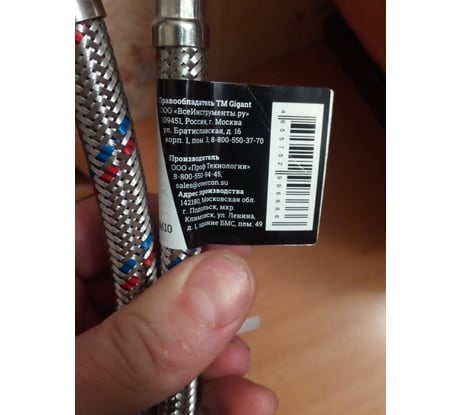 Правообладатель ТМ Gigant
ООО «ВсеИнструменты.ру»
109451, Россия, г. Москва
ул. Братиславская, д. 16
корп. 1, пом 3, 8-800-550-37-70
Производитель
ООО «Проф Технологии»
8-800-550-94-45,
sales@overcon.su
Адрес производства
142180, Московская обл.
г. Подольск, мкр.
Климовск, ул. Ленина,
д. 1, здание БМС, пом. 49
М10